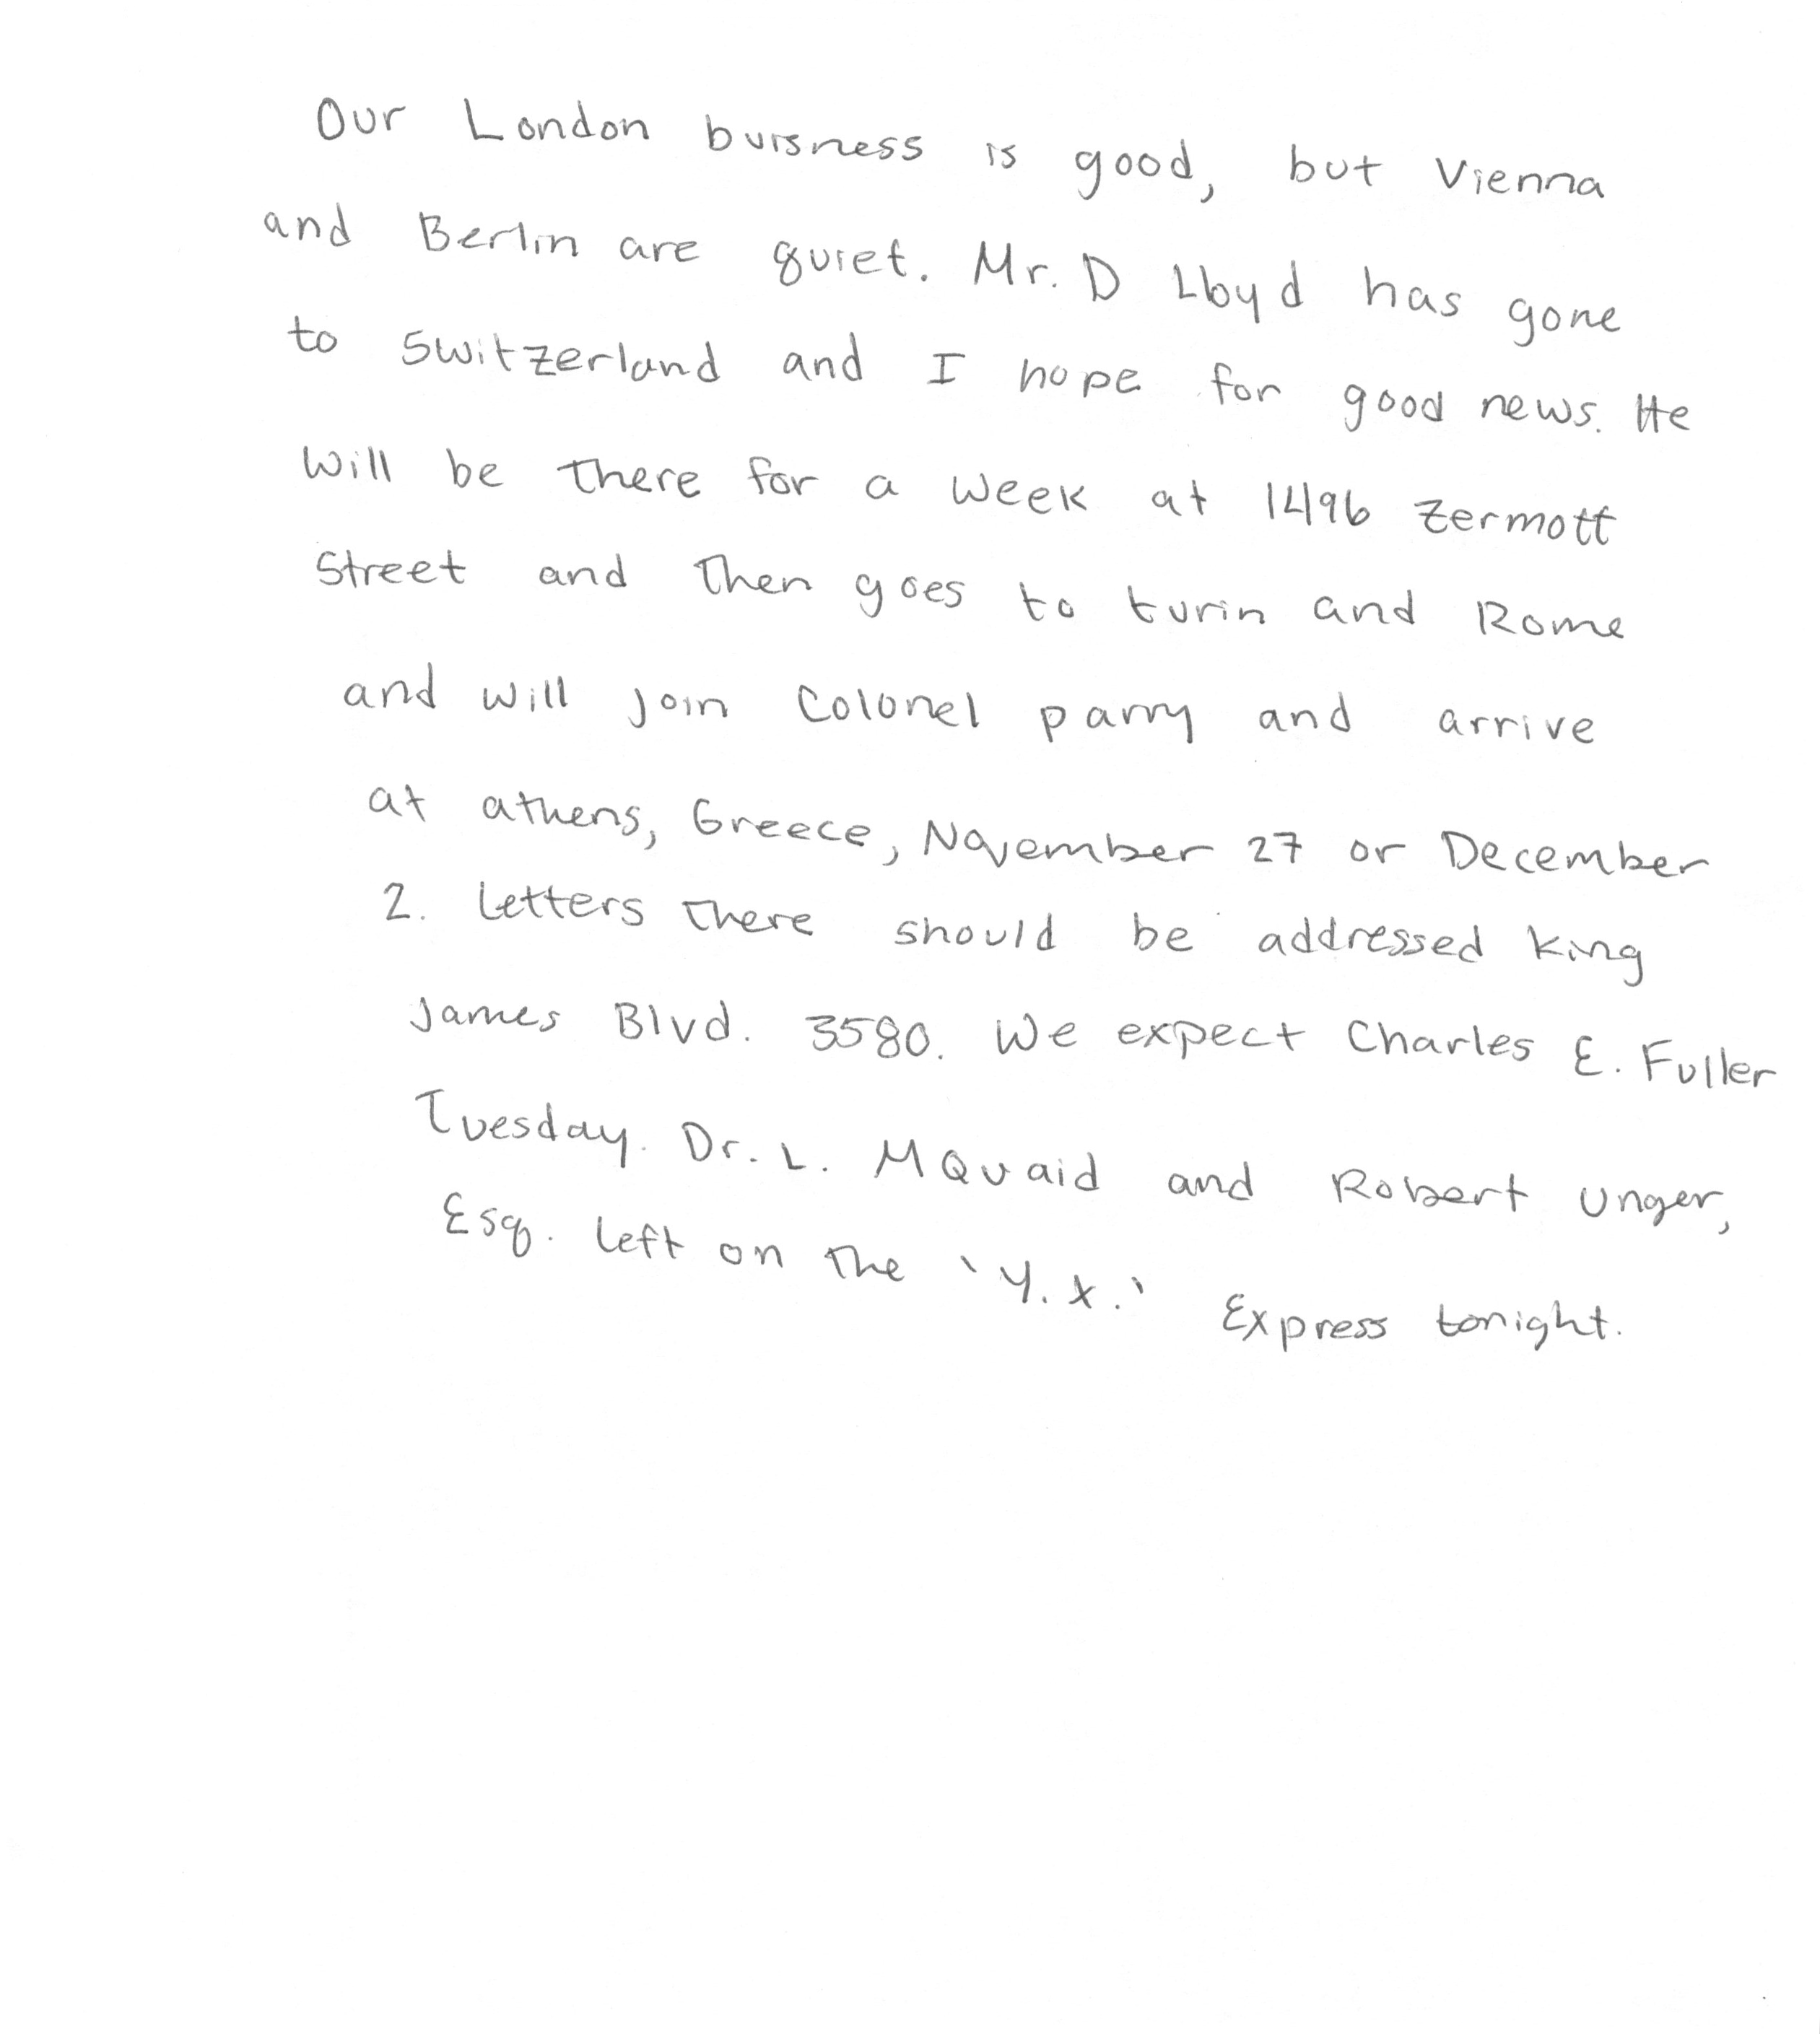 Our London buisness is good, but Vienna
and Berlin are quiet. Mr. D Lloyd has gone
to Switzerland and I hope for good news. He
will be there for a week at 1496 Zermott
Street and then goes to turin and Rome
and will join Colonel parry and arrive
at athens, Greece, November 27 or December
2. Letters there should be addressed King
James Blvd. 3580. We expect Charles E. Fuller
Tuesday. Dr. L. MQuaid and Robert Unger,
Esq. left on the 'Y.X.' Express tonight.